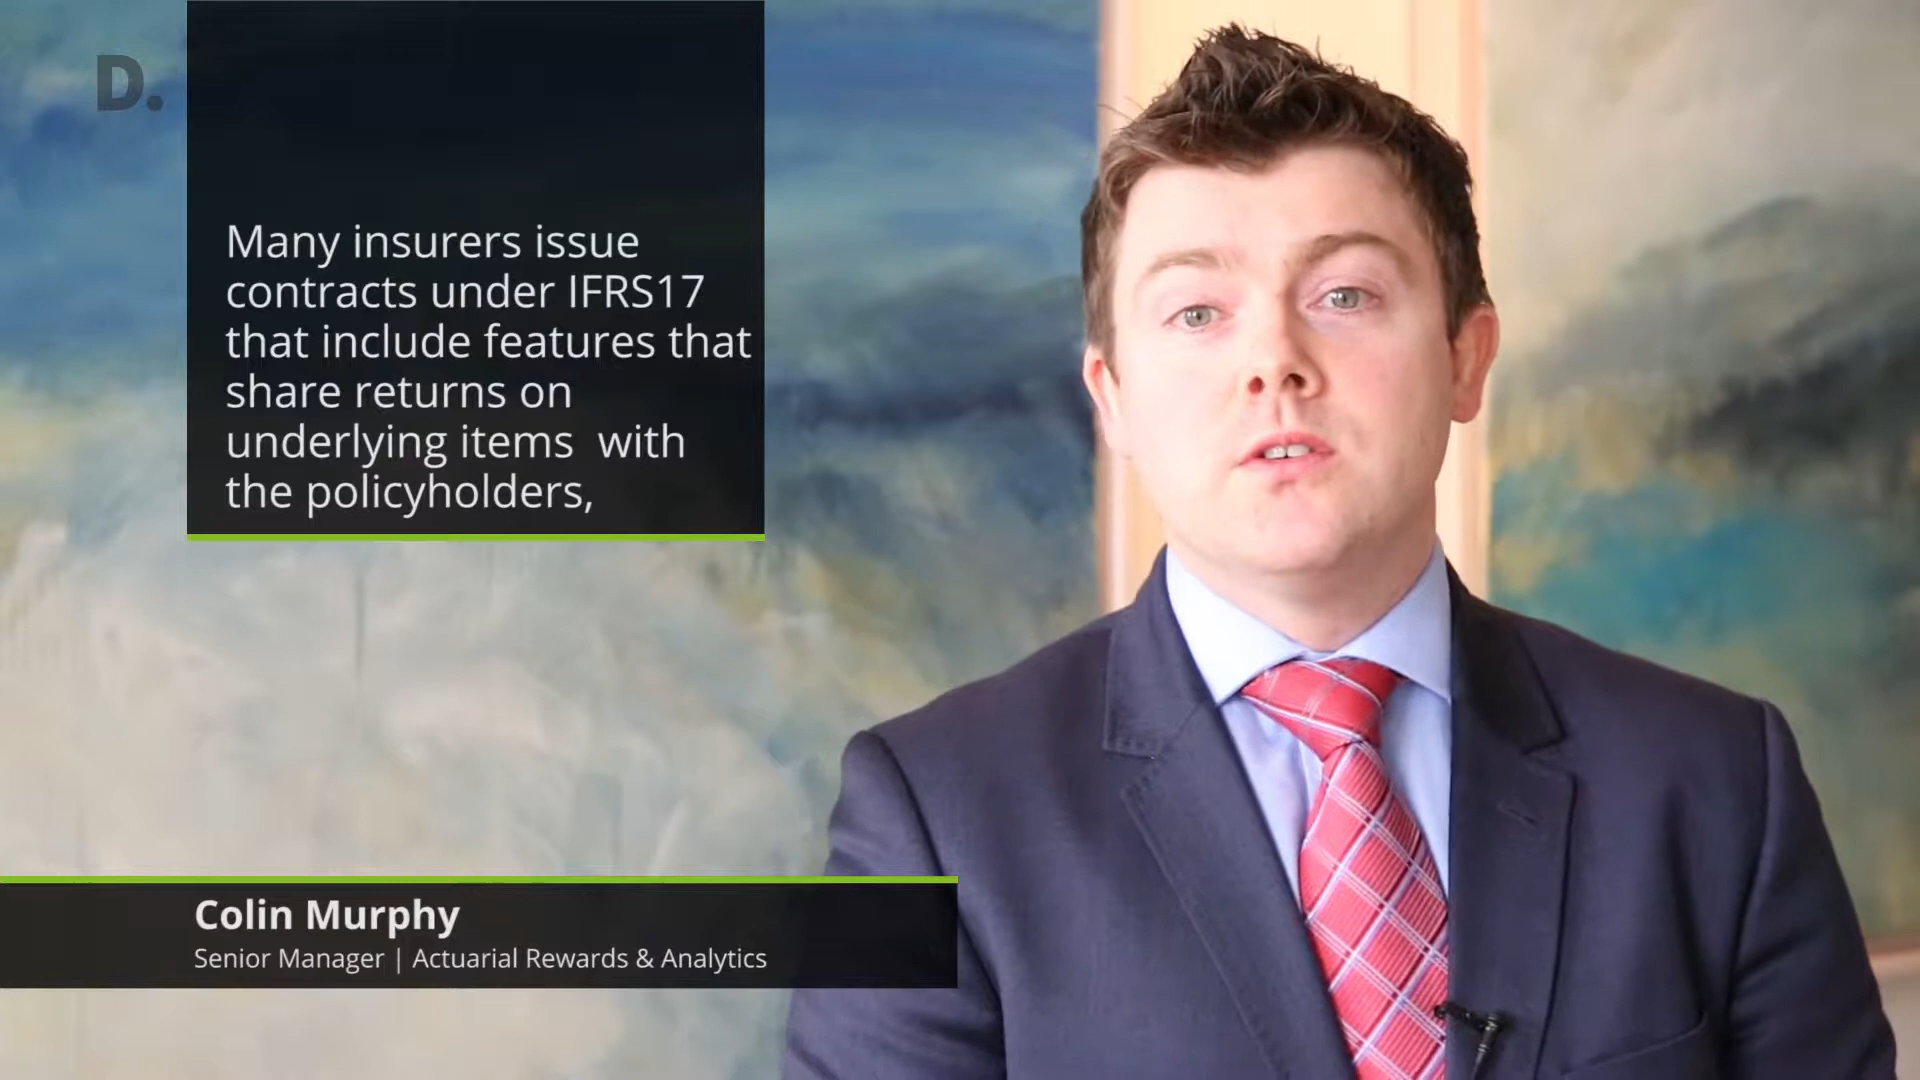 D.
Many insurers issue
contracts under IFRS17
that include features that
share returns on
underlying items  with
the policyholders,
Colin Murphy
Senior Manager | Actuarial Rewards & Analytics